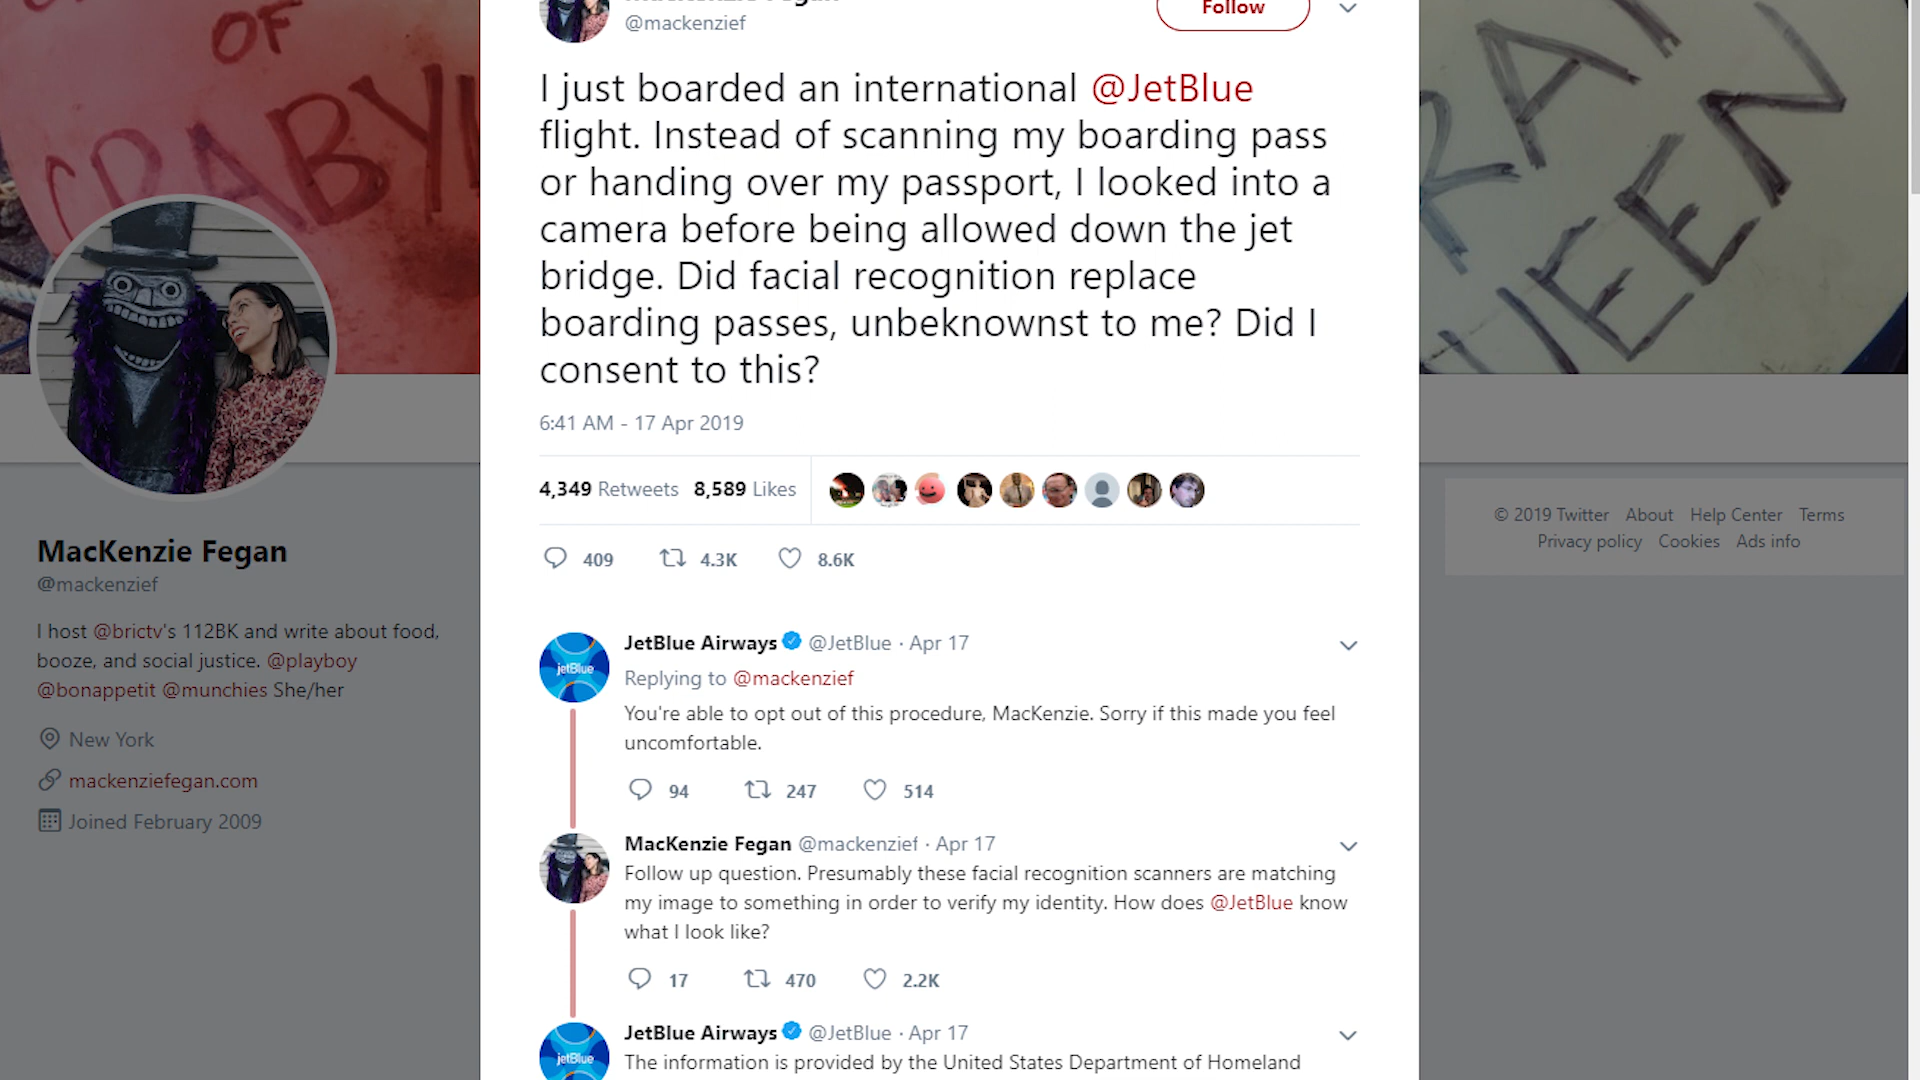 OF
CRABY
@mackenzief
Follow
I just boarded an international @JetBlue
flight. Instead of scanning my boarding pass
or handing over my passport, I looked into a
camera before being allowed down the jet
bridge. Did facial recognition replace
boarding passes, unbeknownst to me? Did I
consent to this?
6:41 AM - 17 Apr 2019
4,349 Retweets 8,589 Likes
409 4.3K 8.6K
MacKenzie Fegan
@mackenzief
I host @brictv's 112BK and write about food,
booze, and social justice. @playboy
@bonappetit @munchies She/her
New York
mackenziefegan.com
Joined February 2009
jetBlue
JetBlue Airways @JetBlue · Apr 17
Replying to @mackenzief
You're able to opt out of this procedure, MacKenzie. Sorry if this made you feel
uncomfortable.
94 247 514
MacKenzie Fegan @mackenzief · Apr 17
Follow up question. Presumably these facial recognition scanners are matching
my image to something in order to verify my identity. How does @JetBlue know
what I look like?
17 470 2.2K
jetBlue
JetBlue Airways @JetBlue · Apr 17
The information is provided by the United States Department of Homeland
© 2019 Twitter About Help Center Terms
Privacy policy Cookies Ads info